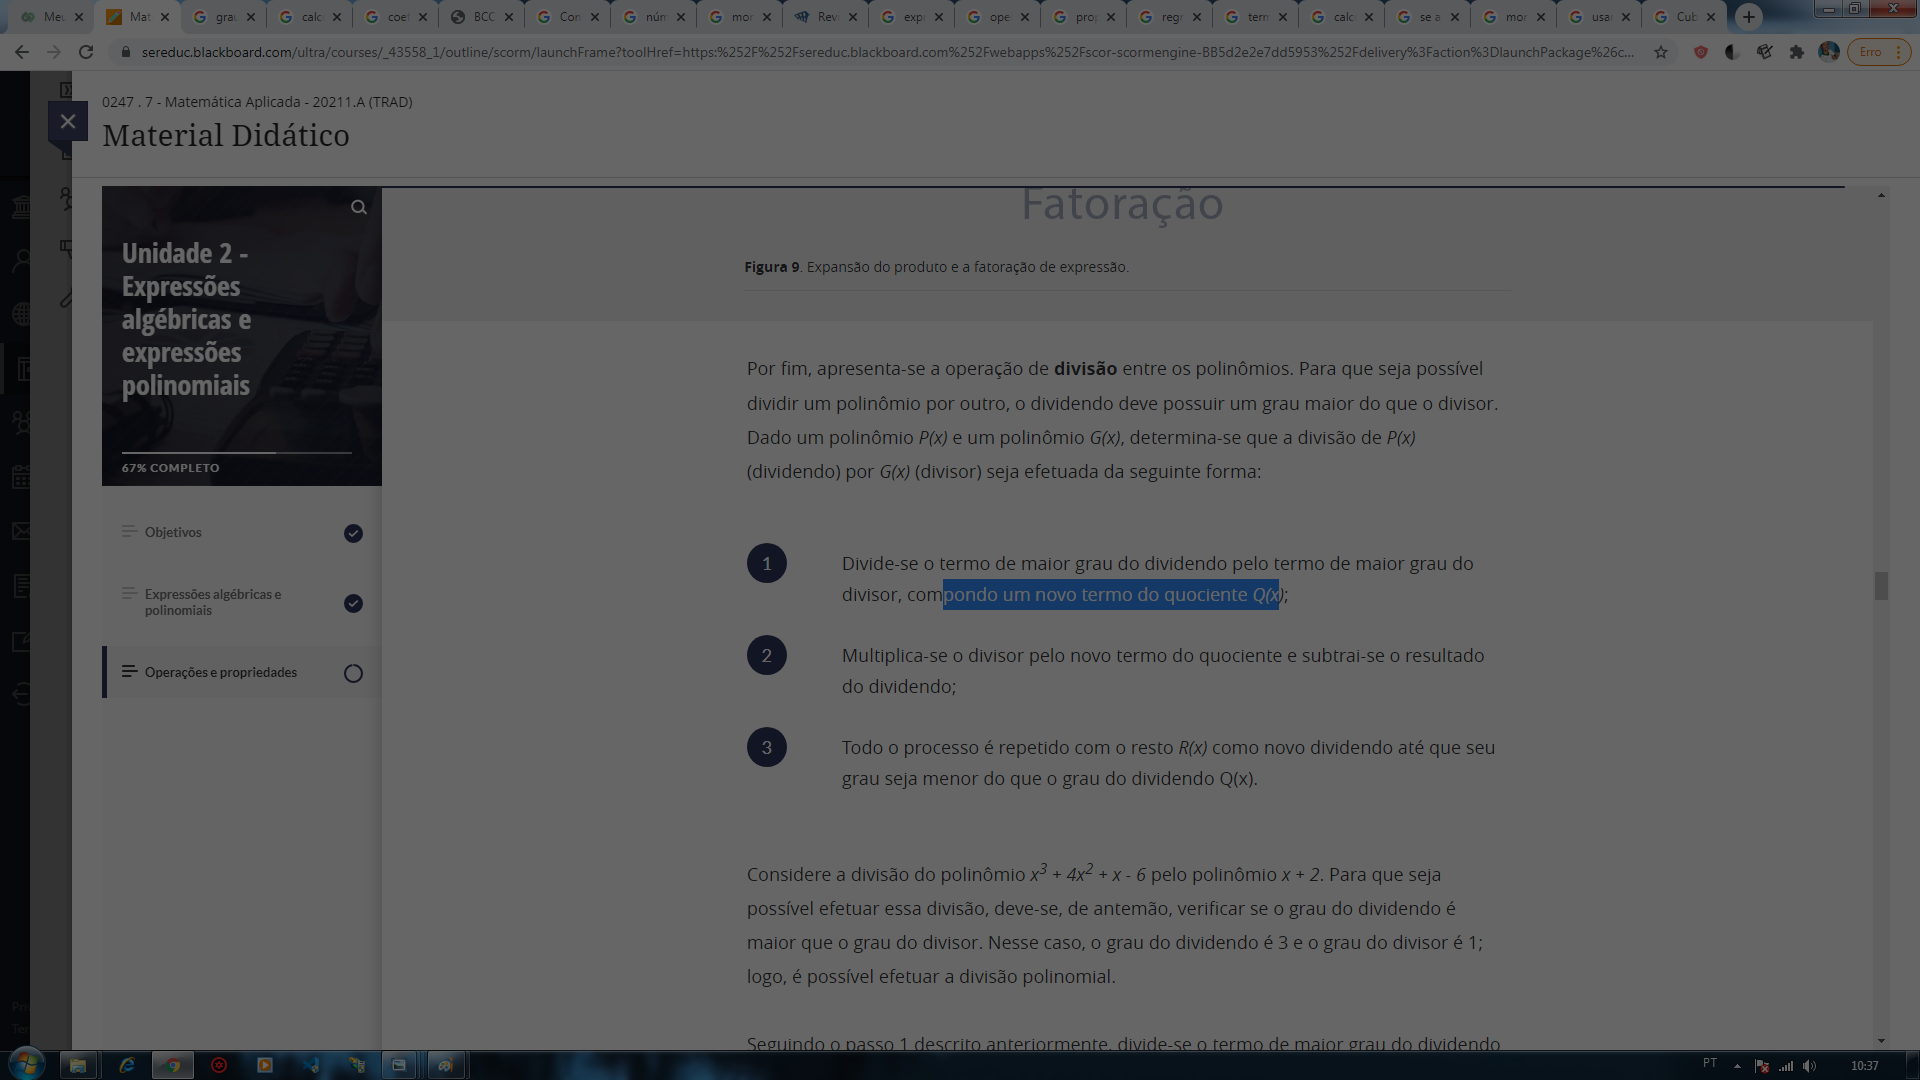 Meu
Mat
grau
calc
coef
BCC
Con
núm
mor
Rev
expr
ope
prop
regr
term
calc
se a
mor
usar
Cub
sereduc.blackboard.com/ultra/courses/_43558_1/outline/scorm/launchFrame?toolHref=https:%252F%252Fsereduc.blackboard.com%252Fwebapps%252Fscor-scormengine-BB5d2e2e7dd5953%252Fdelivery%3Faction%3DlaunchPackage%26c...
Erro
0247 . 7 - Matemática Aplicada - 20211.A (TRAD)
Material Didático
Unidade 2 -
Expressões
algébricas e
expressões
polinomiais
67% COMPLETO
Objetivos
Expressões algébricas e
polinomiais
Operações e propriedades
Fatoração
Figura 9. Expansão do produto e a fatoração de expressão.
Por fim, apresenta-se a operação de divisão entre os polinômios. Para que seja possível
dividir um polinômio por outro, o dividendo deve possuir um grau maior do que o divisor.
Dado um polinômio P(x) e um polinômio G(x), determina-se que a divisão de P(x)
(dividendo) por G(x) (divisor) seja efetuada da seguinte forma:
1
Divide-se o termo de maior grau do dividendo pelo termo de maior grau do
divisor, compondo um novo termo do quociente Q(x);
2
Multiplica-se o divisor pelo novo termo do quociente e subtrai-se o resultado
do dividendo;
3
Todo o processo é repetido com o resto R(x) como novo dividendo até que seu
grau seja menor do que o grau do dividendo Q(x).
Considere a divisão do polinômio x³ + 4x² + x - 6 pelo polinômio x + 2. Para que seja
possível efetuar essa divisão, deve-se, de antemão, verificar se o grau do dividendo é
maior que o grau do divisor. Nesse caso, o grau do dividendo é 3 e o grau do divisor é 1;
logo, é possível efetuar a divisão polinomial.
Seguindo o passo 1 descrito anteriormente, divide-se o termo de maior grau do dividendo
Pri
Ter
PT
10:37